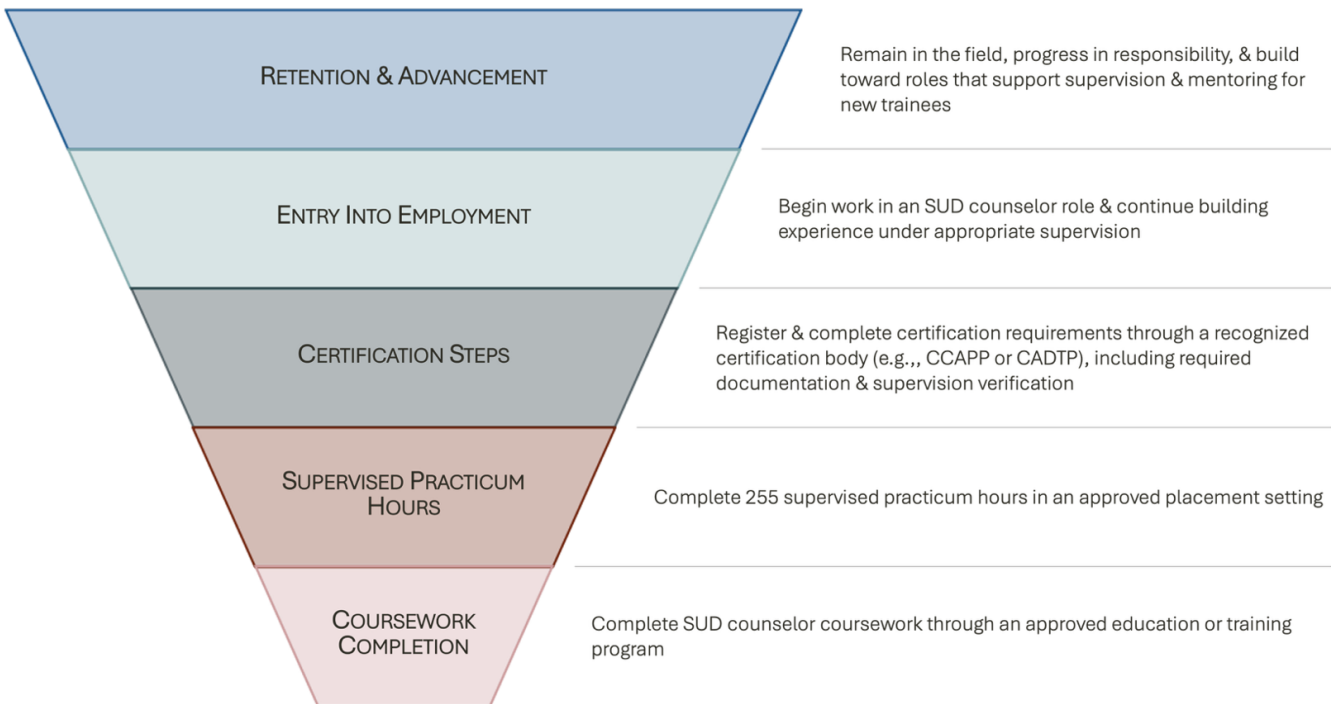 RETENTION & ADVANCEMENT
Remain in the field, progress in responsibility, & build
toward roles that support supervision & mentoring for
new trainees
ENTRY INTO EMPLOYMENT
Begin work in an SUD counselor role & continue building
experience under appropriate supervision
CERTIFICATION STEPS
Register & complete certification requirements through a recognized
certification body (e.g.,, CCAPP or CADTP), including required
documentation & supervision verification
SUPERVISED PRACTICUM
HOURS
Complete 255 supervised practicum hours in an approved placement setting
COURSEWORK
COMPLETION
Complete SUD counselor coursework through an approved education or training
program